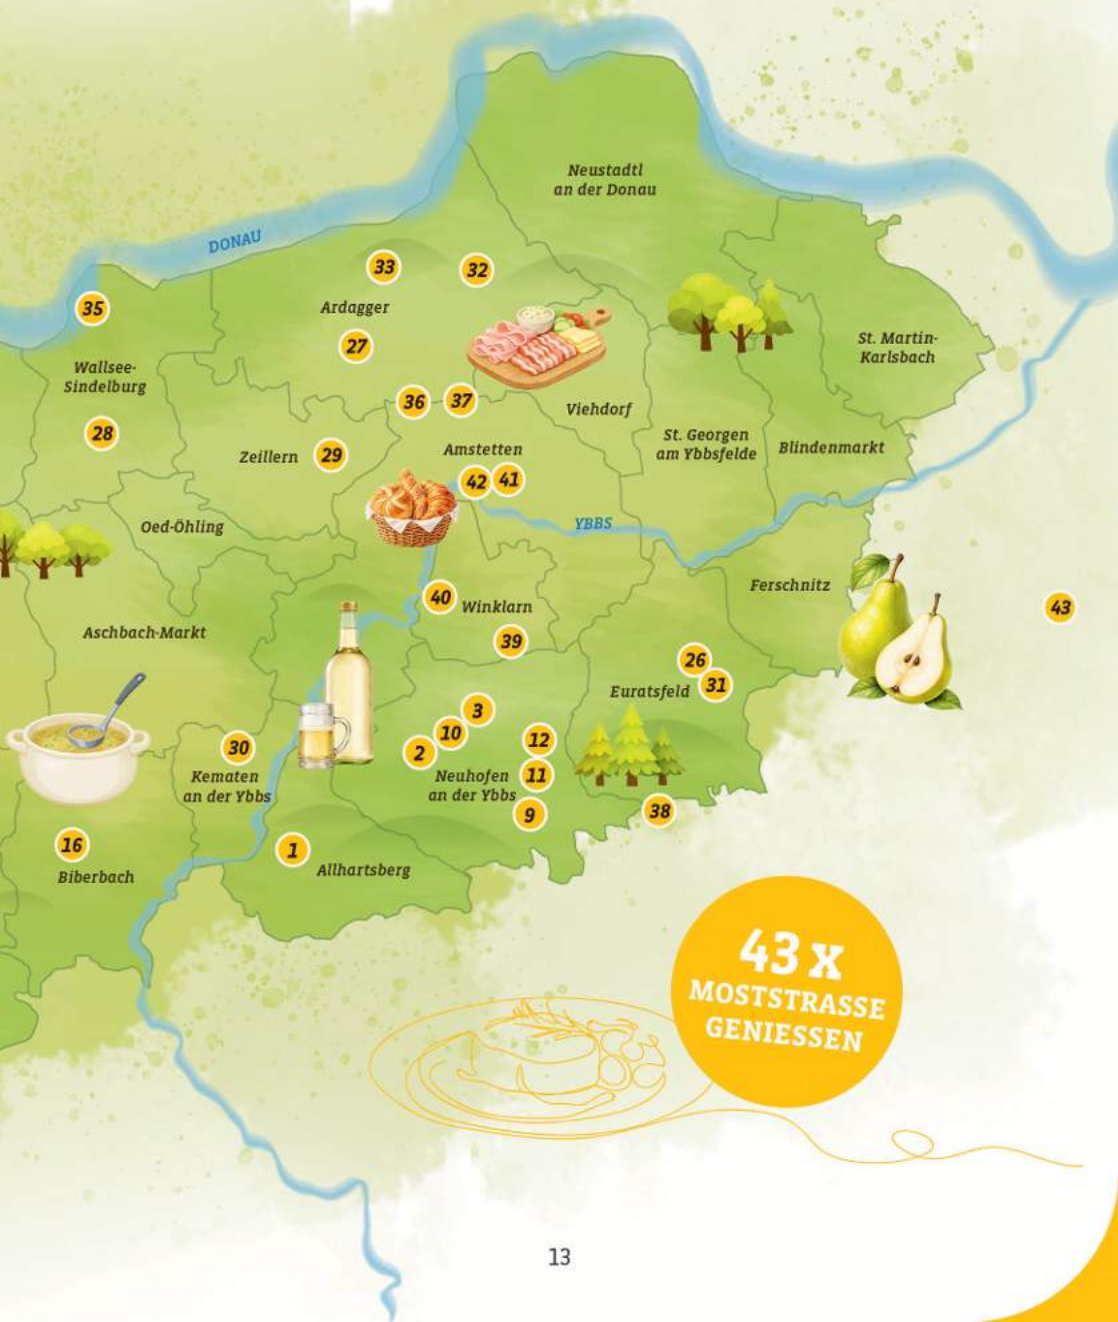 Neustadtl
an der Donau
DONAU
33
32
35
Ardagger
27
St. Martin-
Karlsbach
Wallsee-
Sindelburg
36
37
Viehdorf
28
St. Georgen
am Ybbsfelde
Blindenmarkt
Zeillern
29
Amstetten
42
41
Oed-Öhling
YBBS
Ferschnitz
40
Winklarn
43
Aschbach-Markt
39
26
Euratsfeld
31
3
10
2
12
30
Kematen
an der Ybbs
Neuhofen
an der Ybbs
11
9
38
16
Biberbach
1
Allhartsberg
43 X
MOSTSTRASSE
GENIESSEN
13